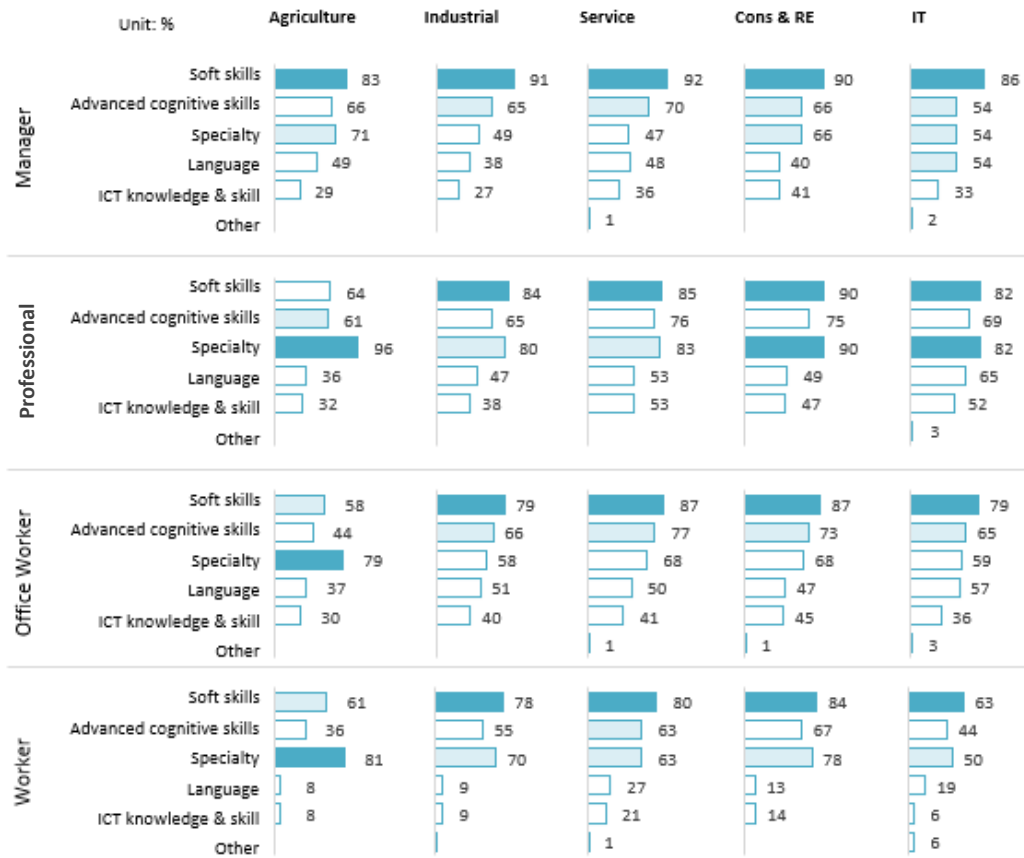 Unit: % Agriculture Industrial Service Cons & RE IT
Manager
Soft skills 83 91 92 90 86
Advanced cognitive skills 66 65 70 66 54
Specialty 71 49 47 66 54
Language 49 38 48 40 54
ICT knowledge & skill 29 27 36 41 33
Other 1 2
Professional
Soft skills 64 84 85 90 82
Advanced cognitive skills 61 65 76 75 69
Specialty 96 80 83 90 82
Language 36 47 53 49 65
ICT knowledge & skill 32 38 53 47 52
Other 3
Office Worker
Soft skills 58 79 87 87 79
Advanced cognitive skills 44 66 77 73 65
Specialty 79 58 68 68 59
Language 37 51 50 47 57
ICT knowledge & skill 30 40 41 45 36
Other 1 1 3
Worker
Soft skills 61 78 80 84 63
Advanced cognitive skills 36 55 63 67 44
Specialty 81 70 63 78 50
Language 8 9 27 13 19
ICT knowledge & skill 8 9 21 14 6
Other 1 6